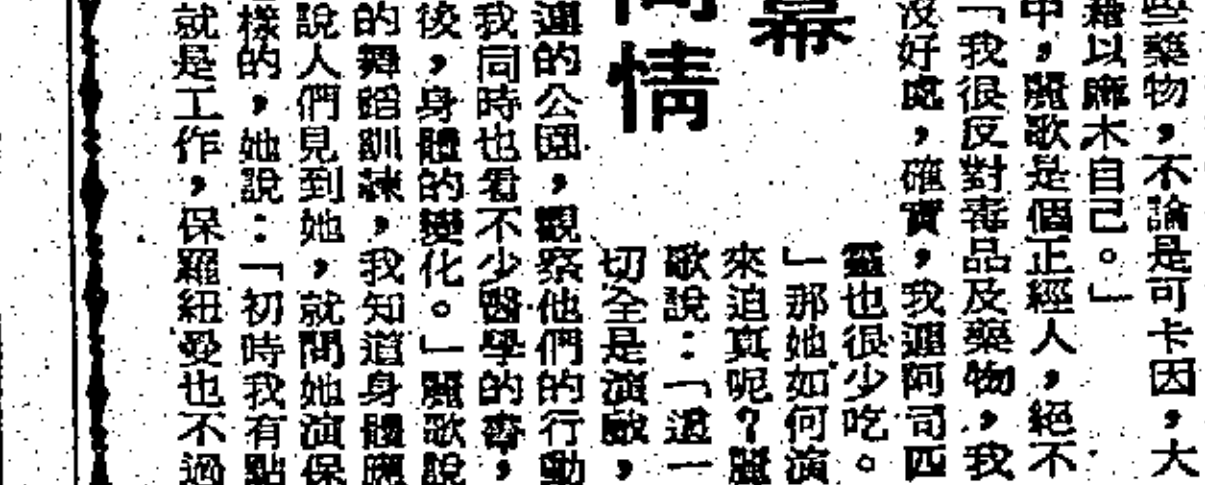 些藥物，不論是可卡因，大
藉以麻木自己。」
中，麗歌是個正經人，絕不
「我很反對毒品及藥物，我
沒好處，確實，我連阿司匹
靈也很少吃。
」那她如何演
來迫真呢？麗
歌說：「這一
切全是演戲，
幕
情
的公園，觀察他們的行動
我同時也看不少醫學的書，
後，身體的變化。」麗歌說
的舞蹈訓練，我知道身體應
說人們見到她，就問她演保
樣的，她說：「初時我有點
就是工作，保羅紐曼也不過